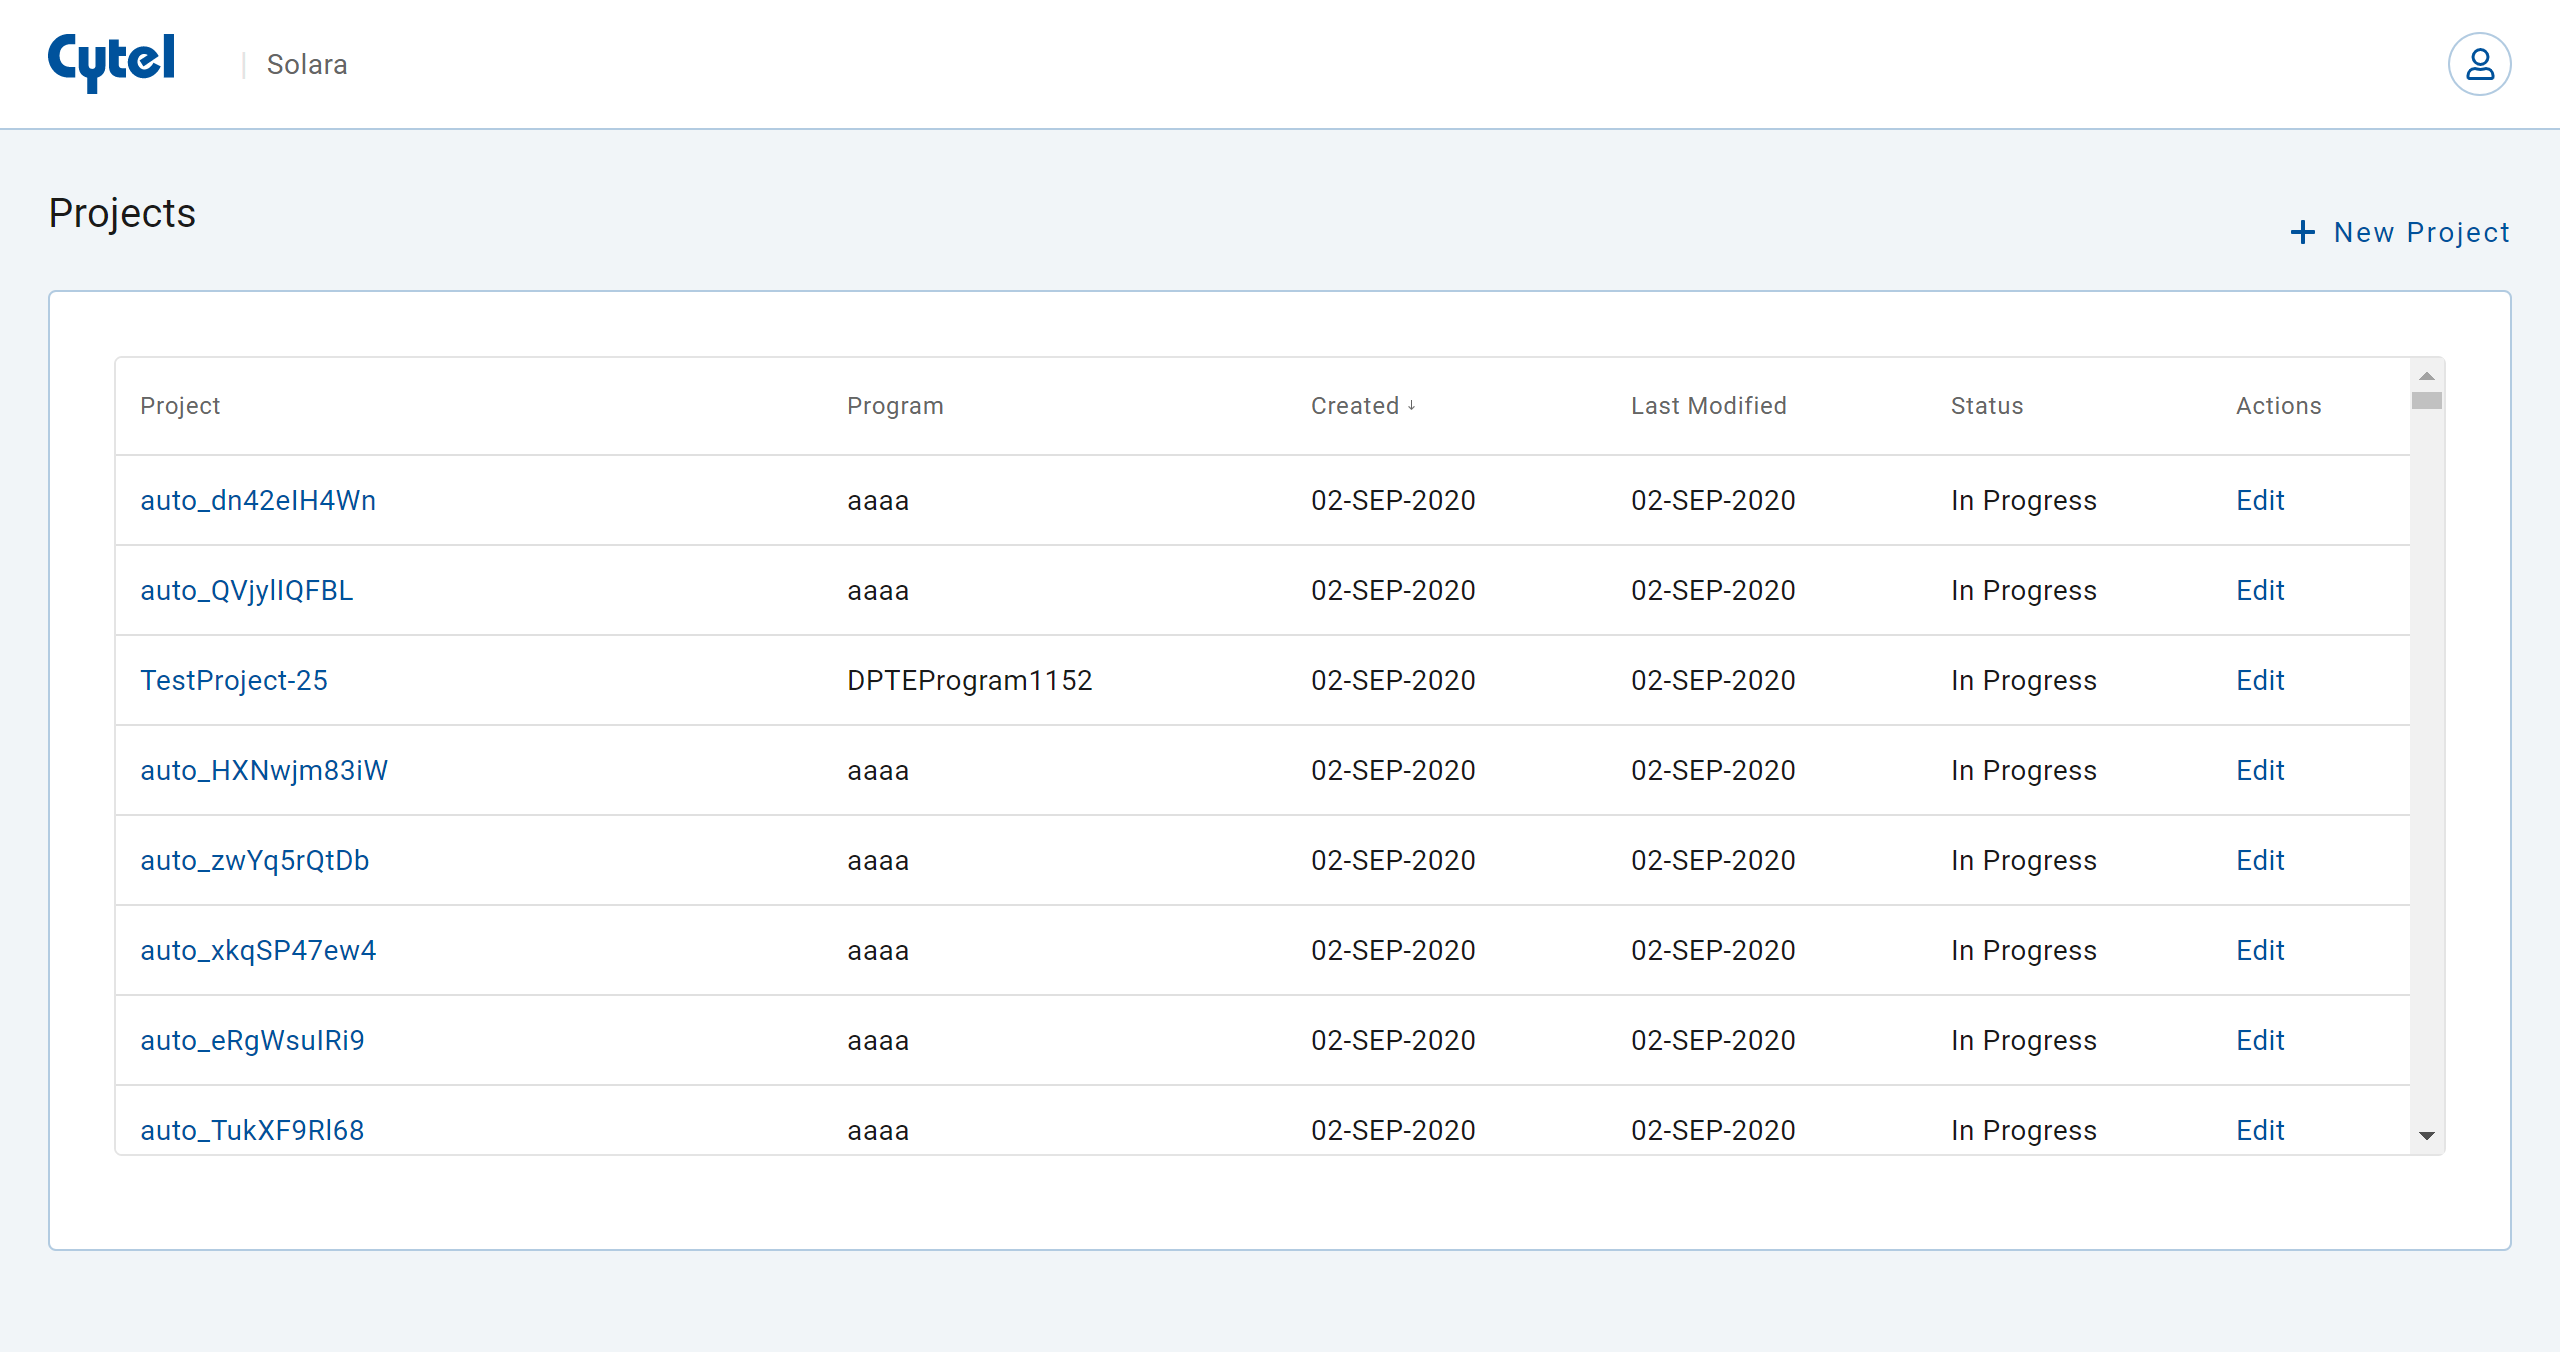 Cytel | Solara
Projects
+ New Project
Project Program Created ↓ Last Modified Status Actions
auto_dn42eIH4Wn aaaa 02-SEP-2020 02-SEP-2020 In Progress Edit
auto_QVjylIQFBL aaaa 02-SEP-2020 02-SEP-2020 In Progress Edit
TestProject-25 DPTEProgram1152 02-SEP-2020 02-SEP-2020 In Progress Edit
auto_HXNwjm83iW aaaa 02-SEP-2020 02-SEP-2020 In Progress Edit
auto_zwYq5rQtDb aaaa 02-SEP-2020 02-SEP-2020 In Progress Edit
auto_xkqSP47ew4 aaaa 02-SEP-2020 02-SEP-2020 In Progress Edit
auto_eRgWsuIRi9 aaaa 02-SEP-2020 02-SEP-2020 In Progress Edit
auto_TukXF9Rl68 aaaa 02-SEP-2020 02-SEP-2020 In Progress Edit